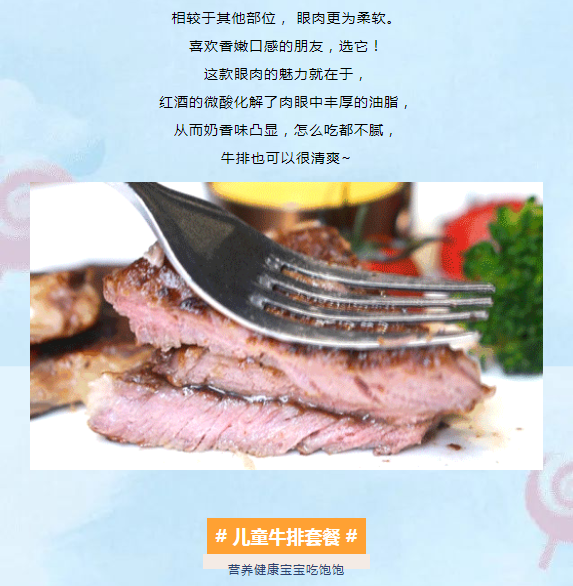 相较于其他部位， 眼肉更为柔软。
喜欢香嫩口感的朋友，选它！
这款眼肉的魅力就在于，
红酒的微酸化解了肉眼中丰厚的油脂，
从而奶香味凸显，怎么吃都不腻，
牛排也可以很清爽~
# 儿童牛排套餐 #
营养健康宝宝吃饱饱